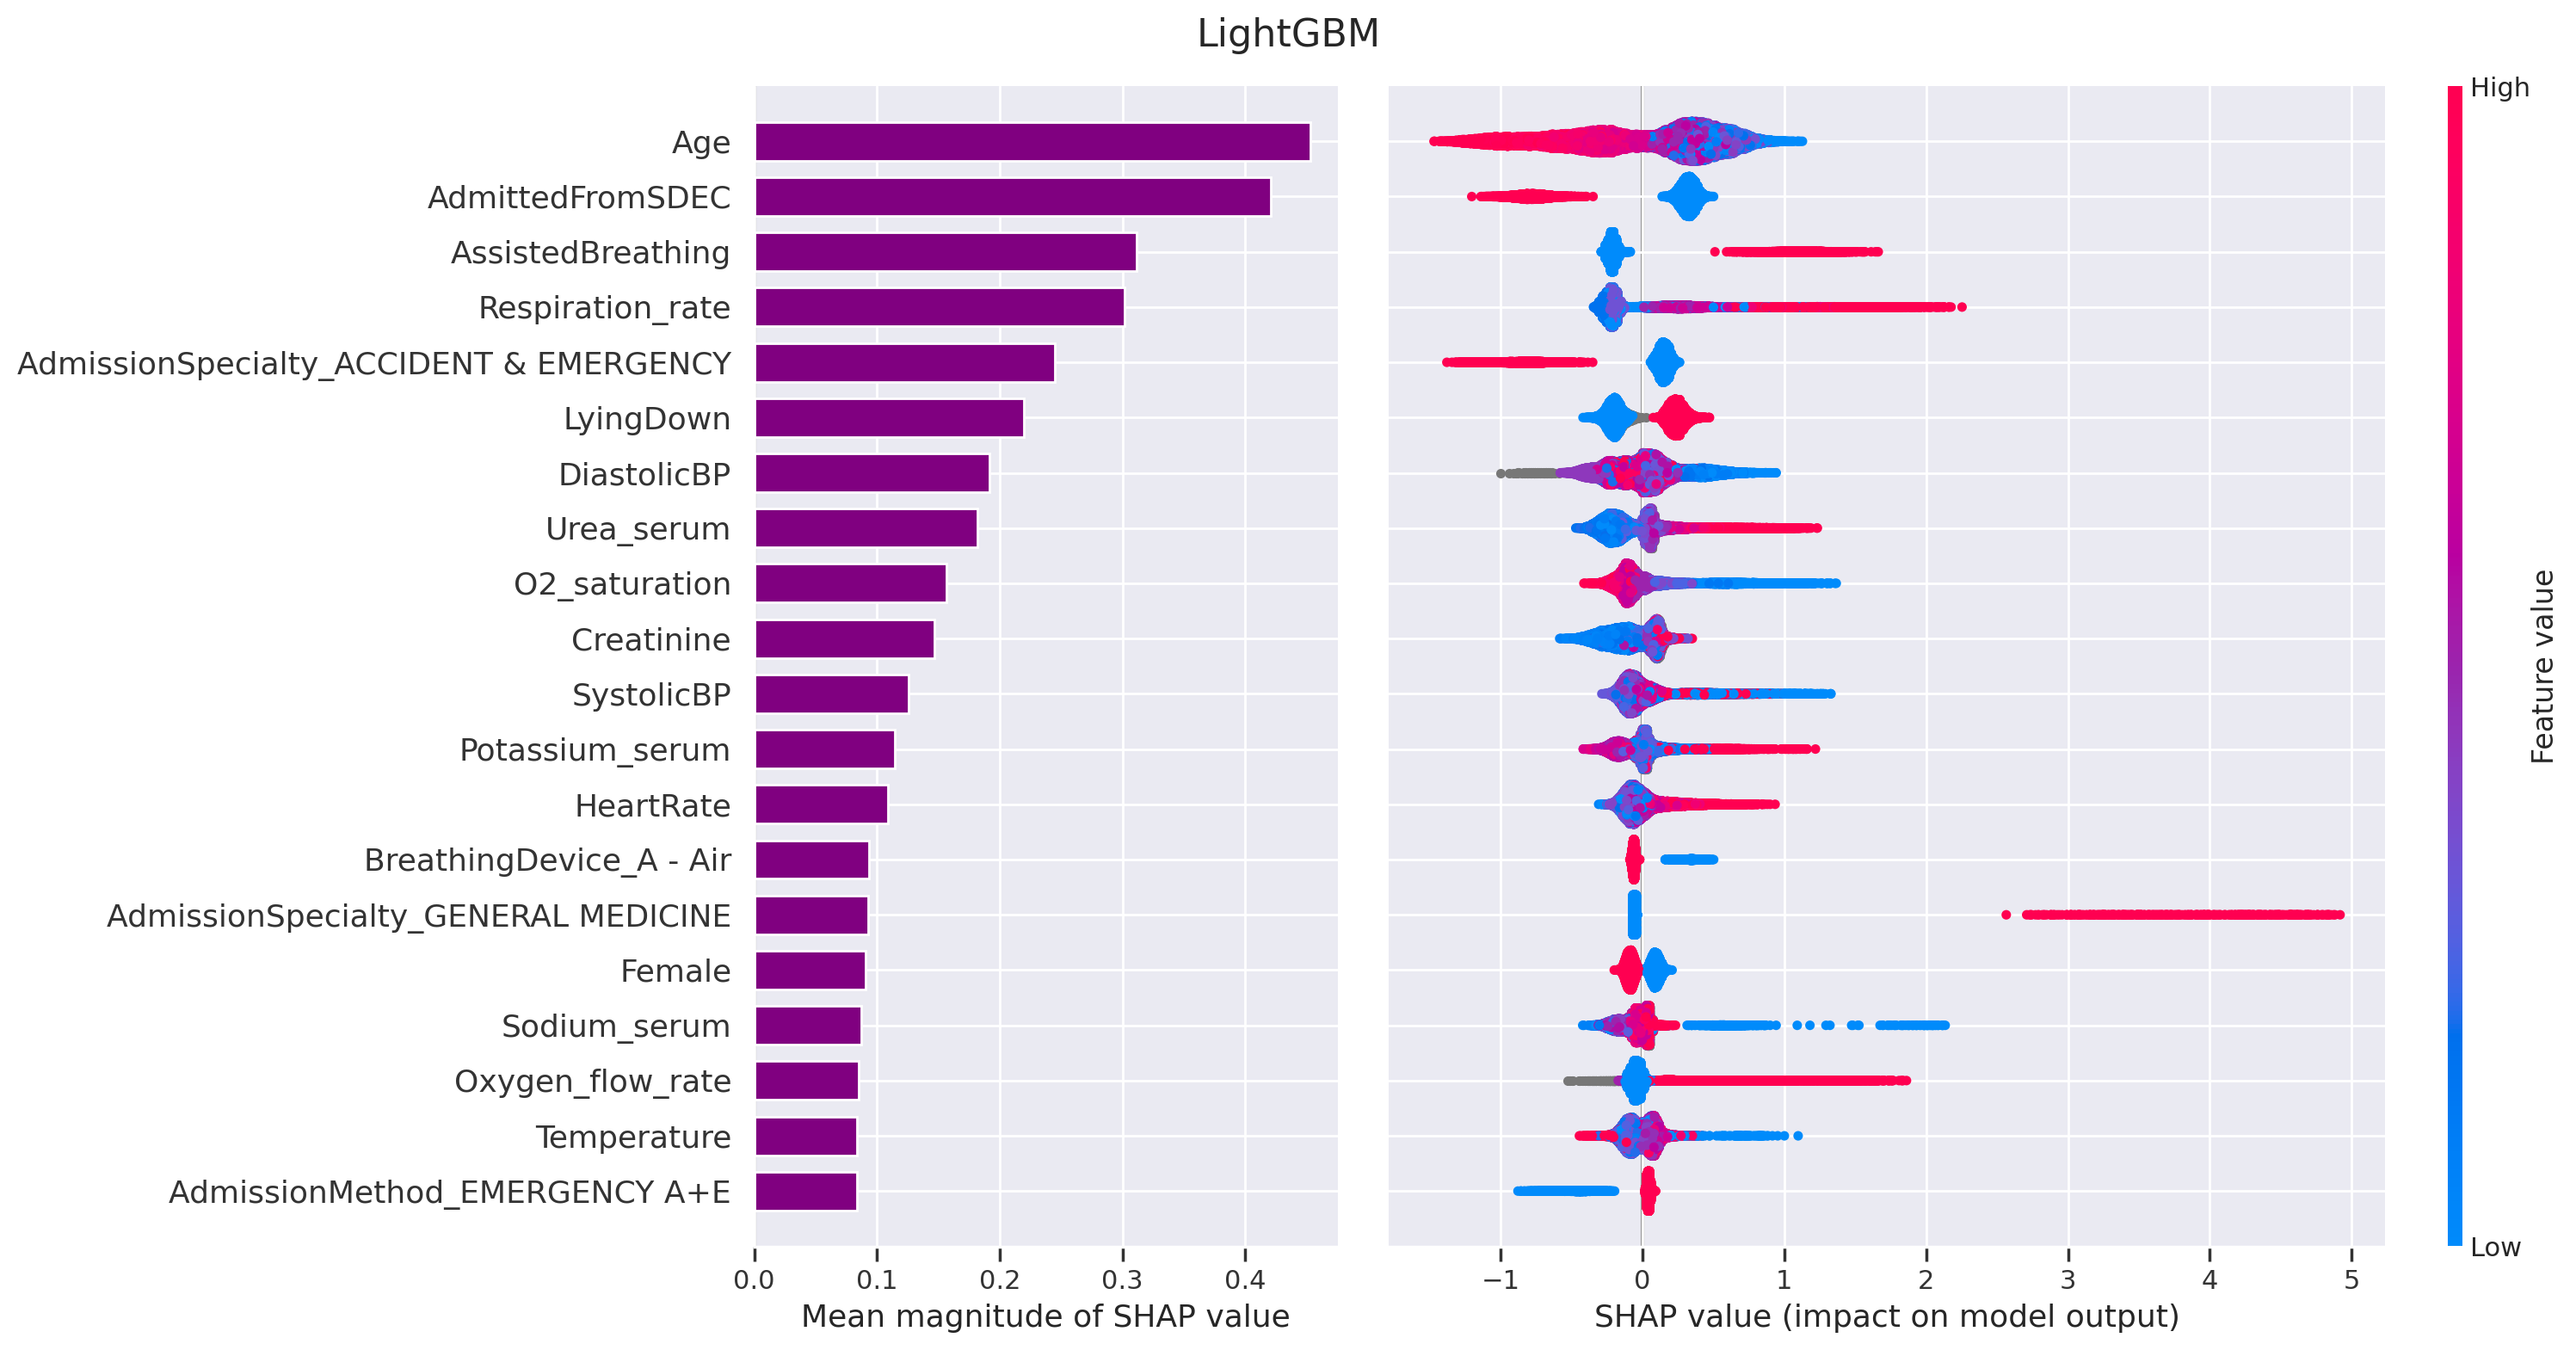 LightGBM
Age
AdmittedFromSDEC
AssistedBreathing
Respiration_rate
AdmissionSpecialty_ACCIDENT & EMERGENCY
LyingDown
DiastolicBP
Urea_serum
O2_saturation
Creatinine
SystolicBP
Potassium_serum
HeartRate
BreathingDevice_A - Air
AdmissionSpecialty_GENERAL MEDICINE
Female
Sodium_serum
Oxygen_flow_rate
Temperature
AdmissionMethod_EMERGENCY A+E
0.0 0.1 0.2 0.3 0.4
Mean magnitude of SHAP value
−1 0 1 2 3 4 5
SHAP value (impact on model output)
High
Feature value
Low